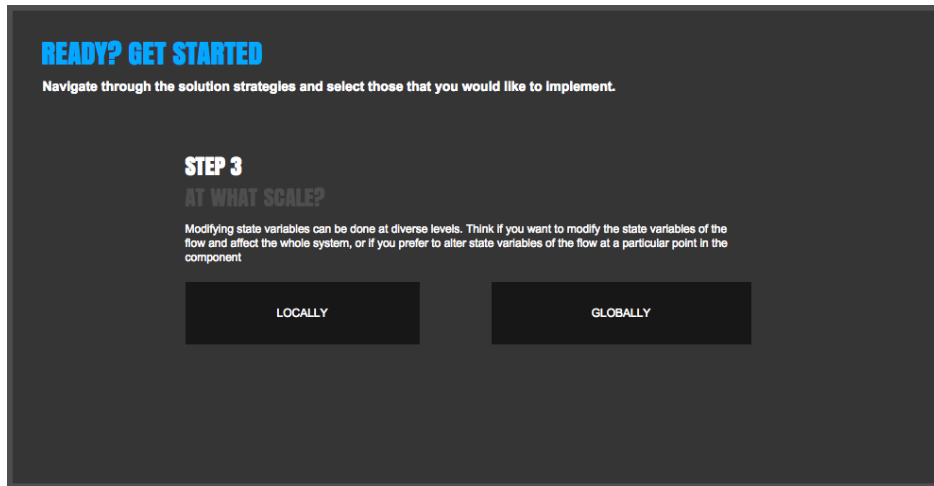 READY? GET STARTED
Navigate through the solution strategies and select those that you would like to implement.
STEP 3
AT WHAT SCALE?
Modifying state variables can be done at diverse levels. Think if you want to modify the state variables of the
flow and affect the whole system, or if you prefer to alter state variables of the flow at a particular point in the
component
LOCALLY
GLOBALLY